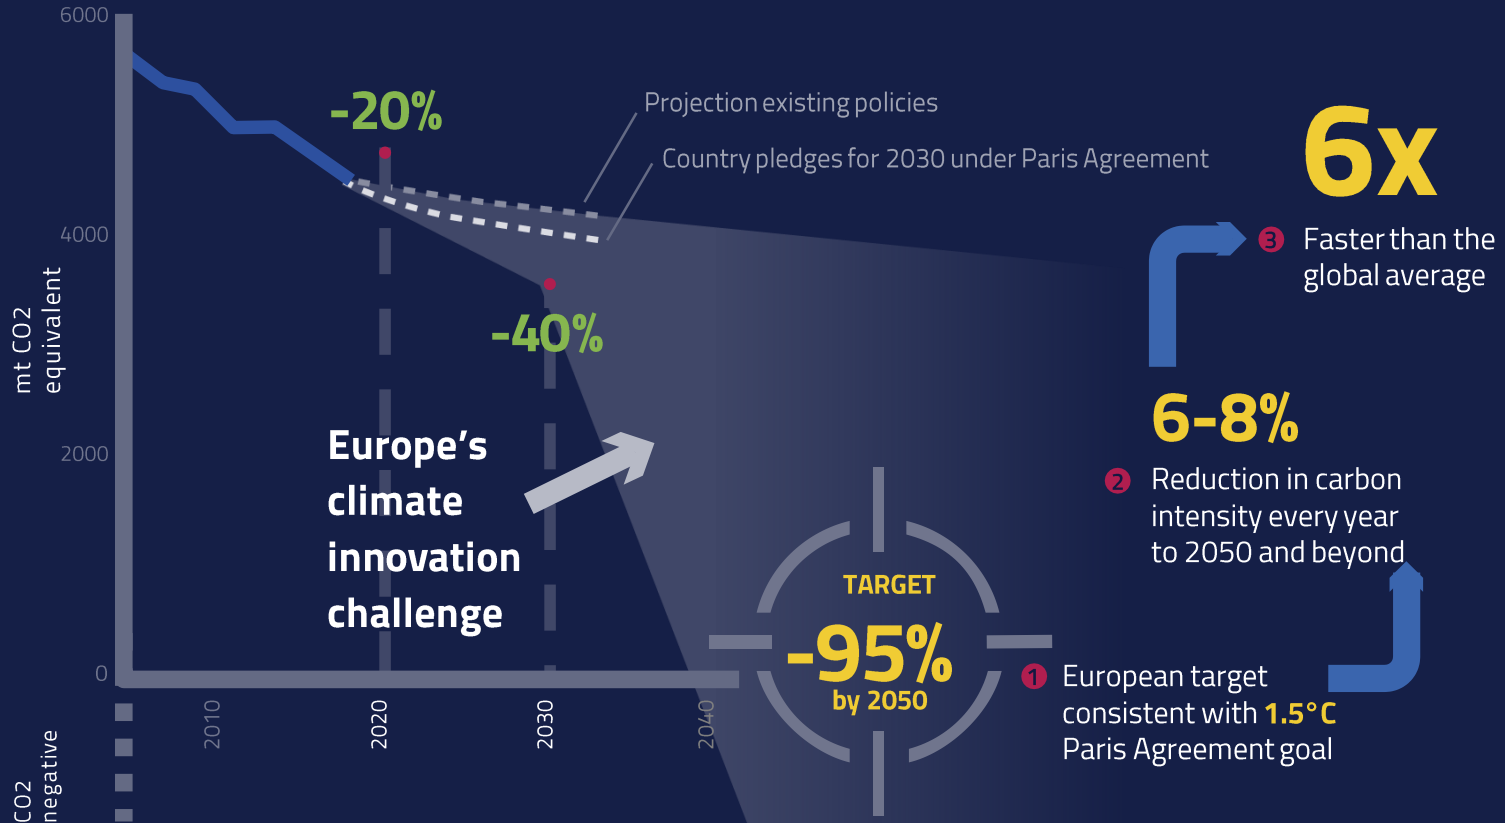 6000
4000
2000
0
mt CO2
equivalent
CO2
negative
2010
2020
2030
2040
-20%
-40%
Projection existing policies
Country pledges for 2030 under Paris Agreement
Europe’s
climate
innovation
challenge
TARGET
-95%
by 2050
6x
3
Faster than the
global average
6-8%
2
Reduction in carbon
intensity every year
to 2050 and beyond
1
European target
consistent with 1.5°C
Paris Agreement goal